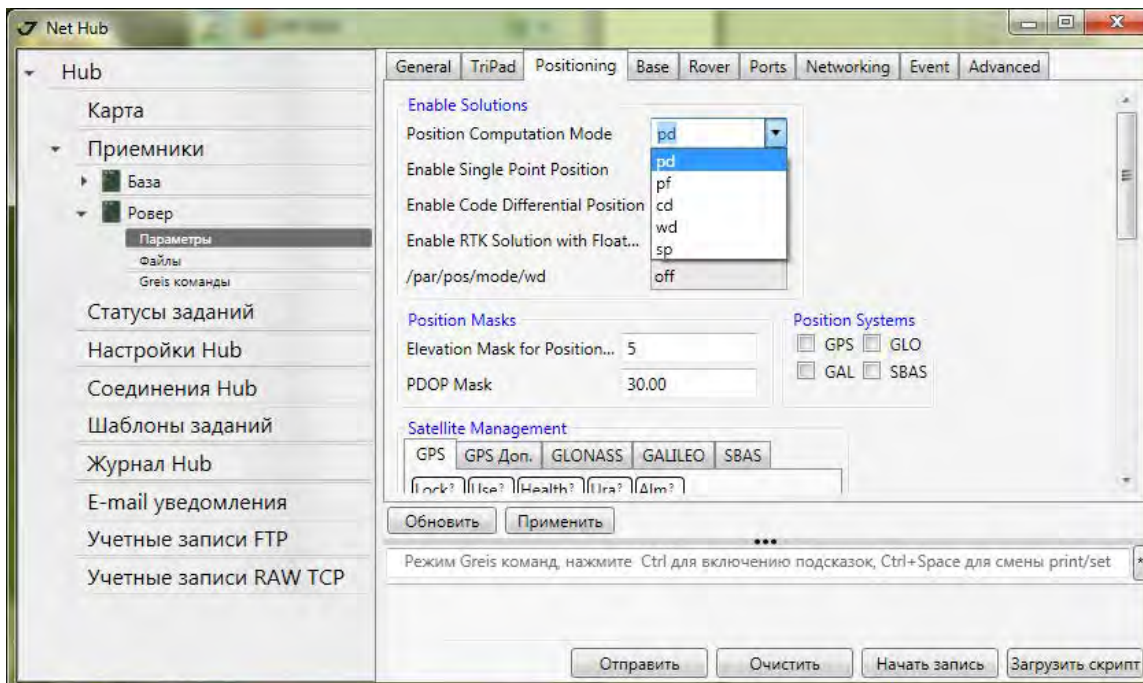 Net Hub
Hub
Карта
Приемники
База
Ровер
Параметры
Файлы
Greis команды
Статусы заданий
Настройки Hub
Соединения Hub
Шаблоны заданий
Журнал Hub
E-mail уведомления
Учетные записи FTP
Учетные записи RAW TCP
General TriPad Positioning Base Rover Ports Networking Event Advanced
Enable Solutions
Position Computation Mode pd
pd
Enable Single Point Position
pf
Enable Code Differential Position cd
wd
Enable RTK Solution with Float...
sp
/par/pos/mode/wd off
Position Masks Position Systems
Elevation Mask for Position... 5 GPS GLO
PDOP Mask 30.00 GAL SBAS
Satellite Management
GPS GPS Доп. GLONASS GALILEO SBAS
Lock? Use? Health? Ura? Alm?
Обновить Применить
Режим Greis команд, нажмите Ctrl для включению подсказок, Ctrl+Space для смены print/set
Отправить Очистить Начать запись Загрузить скрипт